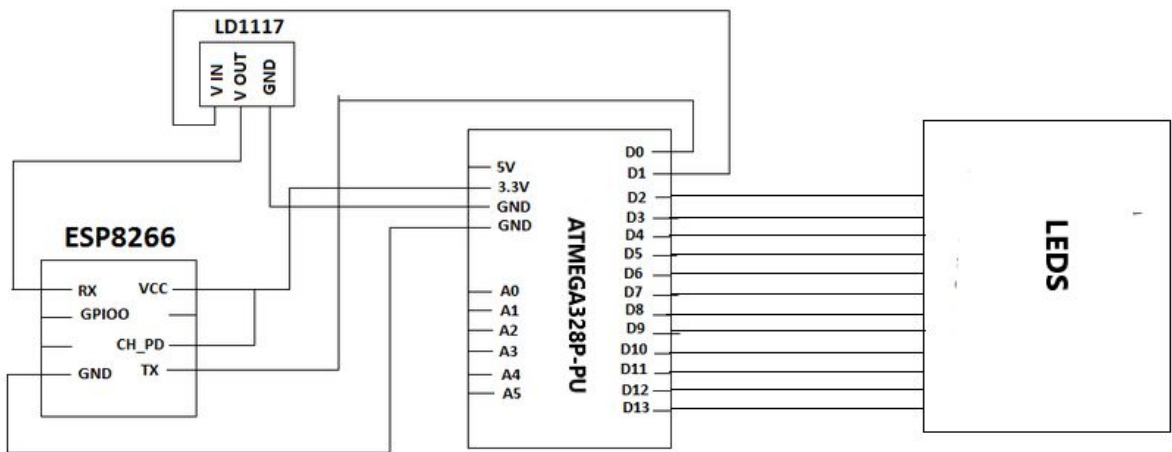 LD1117
V IN
V OUT
GND
ESP8266
RX
VCC
GPIOO
CH_PD
GND
TX
5V
3.3V
GND
GND
A0
A1
A2
A3
A4
A5
ATMEGA328P-PU
D0
D1
D2
D3
D4
D5
D6
D7
D8
D9
D10
D11
D12
D13
LEDS